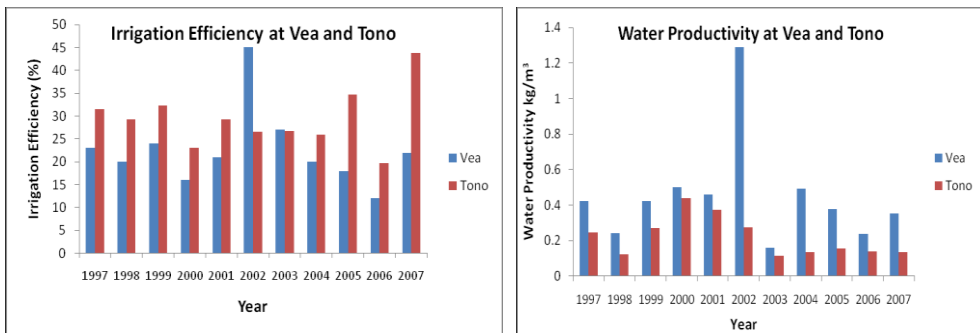 Irrigation Efficiency at Vea and Tono
Irrigation Efficiency (%)
50
45
40
35
30
25
20
15
10
5
0
1997 1998 1999 2000 2001 2002 2003 2004 2005 2006 2007
Year
Vea
Tono
Water Productivity at Vea and Tono
Water Productivity kg/m³
1.4
1.2
1
0.8
0.6
0.4
0.2
0
1997 1998 1999 2000 2001 2002 2003 2004 2005 2006 2007
Year
Vea
Tono